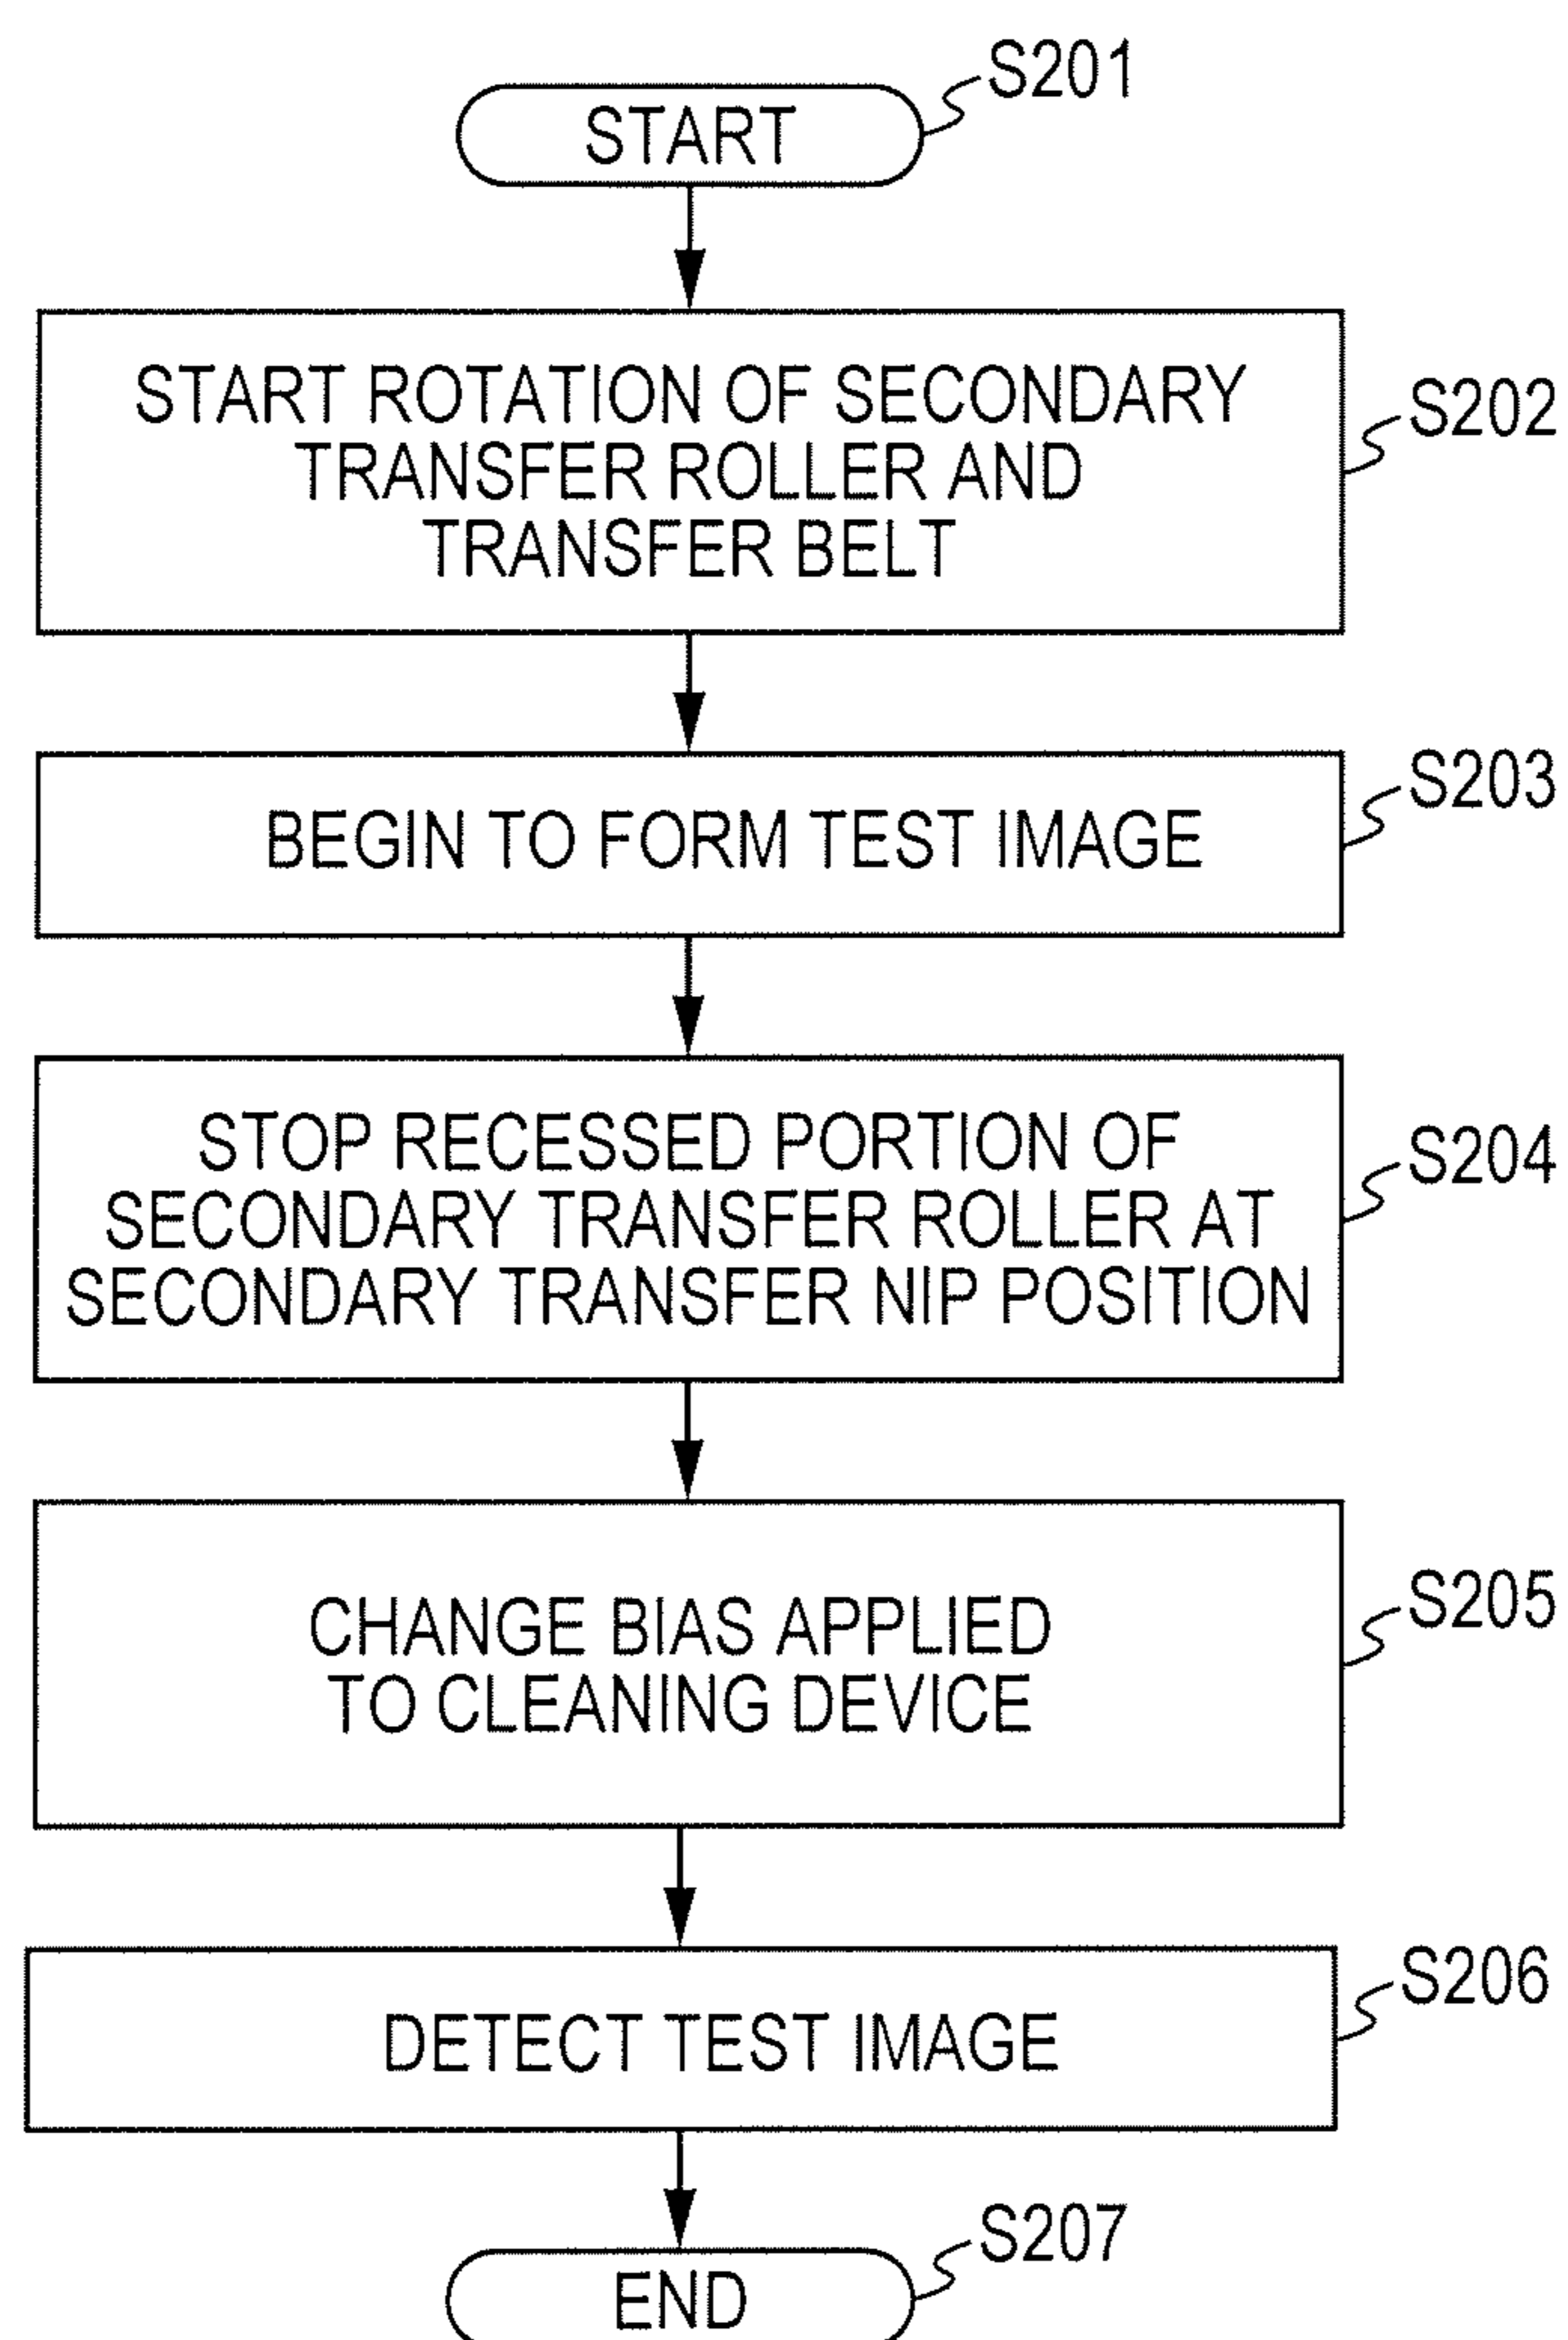 S201
START
START ROTATION OF SECONDARY
TRANSFER ROLLER AND
TRANSFER BELT
S202
BEGIN TO FORM TEST IMAGE
S203
STOP RECESSED PORTION OF
SECONDARY TRANSFER ROLLER AT
SECONDARY TRANSFER NIP POSITION
S204
CHANGE BIAS APPLIED
TO CLEANING DEVICE
S205
DETECT TEST IMAGE
S206
END
S207